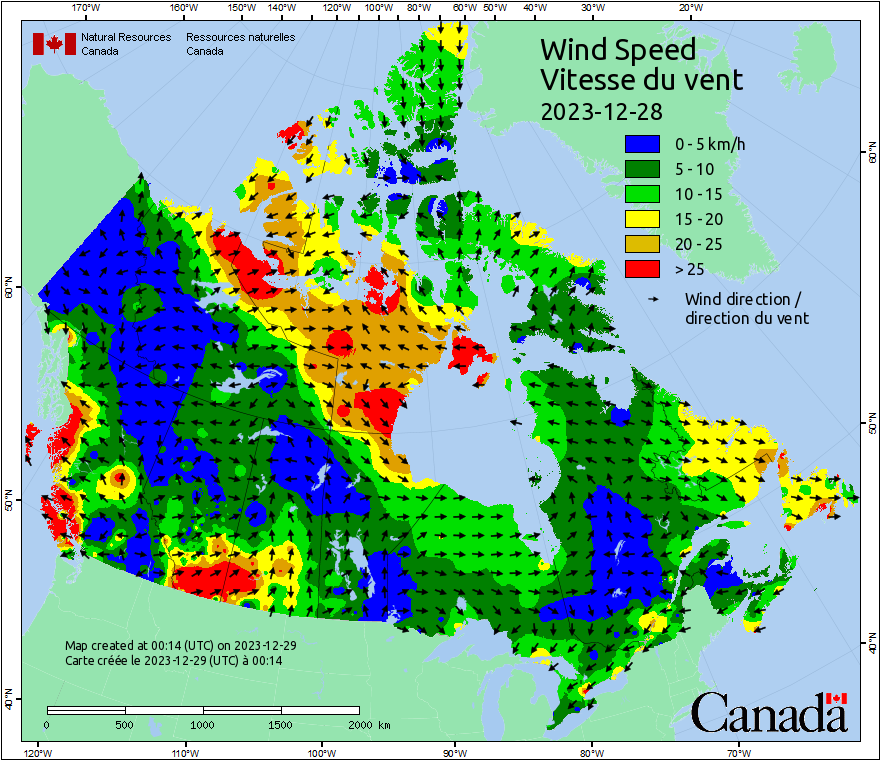 170°W 160°W 150°W 140°W 130°W 120°W 110°W 100°W 90°W 80°W 70°W 60°W 50°W 40°W 30°W 20°W
Natural Resources Canada
Ressources naturelles Canada
Wind Speed
Vitesse du vent
2023-12-28
0 - 5 km/h
5 - 10
10 - 15
15 - 20
20 - 25
> 25
Wind direction /
direction du vent
60°N
60°N
50°N
50°N
40°N
40°N
Map created at 00:14 (UTC) on 2023-12-29
Carte créée le 2023-12-29 (UTC) à 00:14
0 500 1000 1500 2000 km
Canada
120°W 110°W 100°W 90°W 80°W 70°W